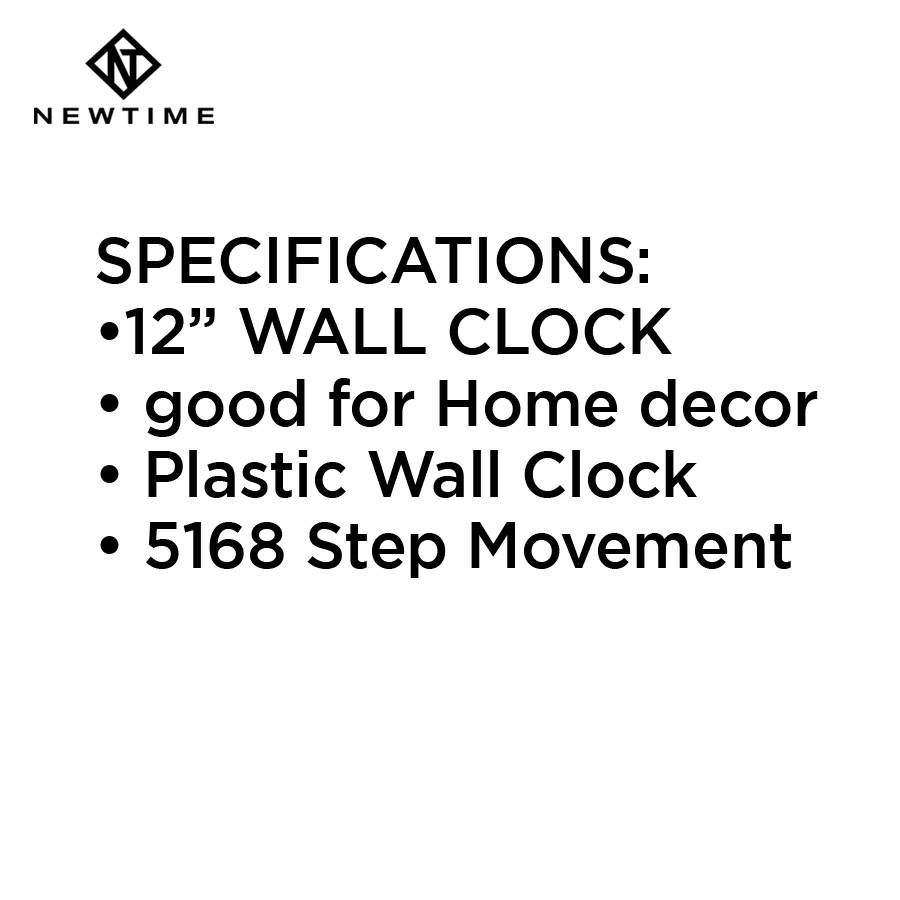 NEWTIME
SPECIFICATIONS:
•12” WALL CLOCK
• good for Home decor
• Plastic Wall Clock
• 5168 Step Movement